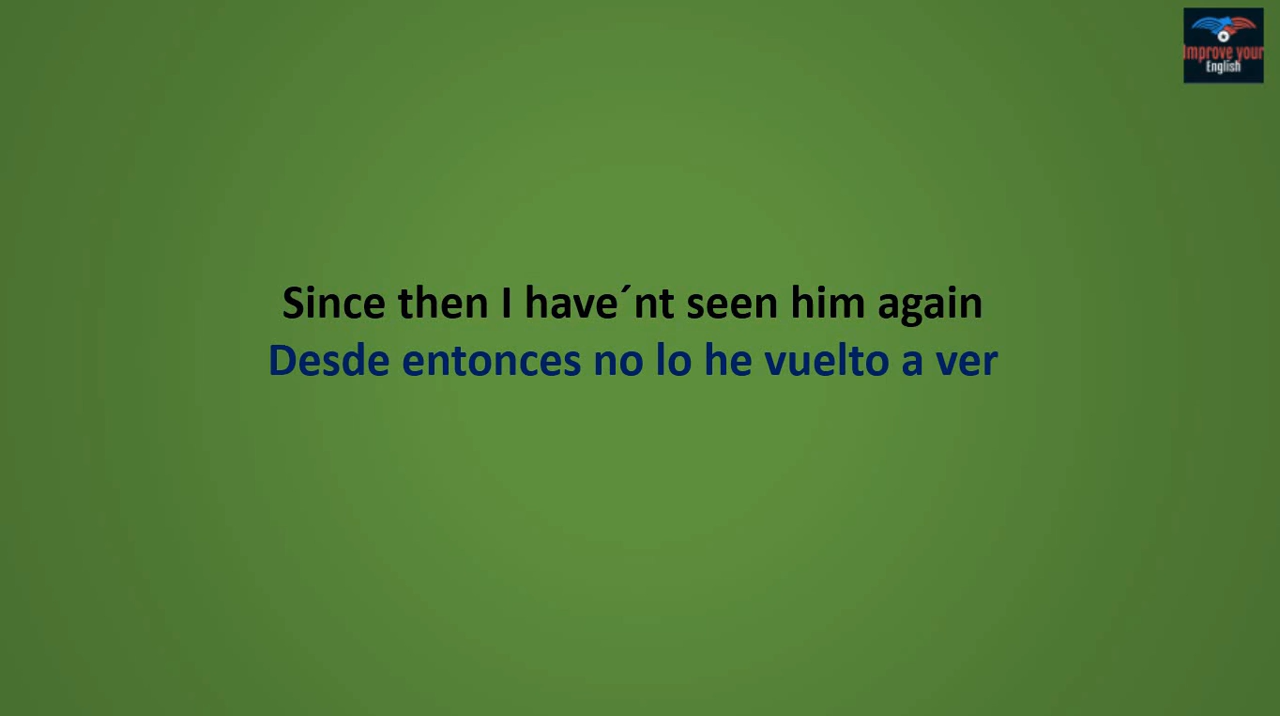 Improve your
English
Since then I have´nt seen him again
Desde entonces no lo he vuelto a ver